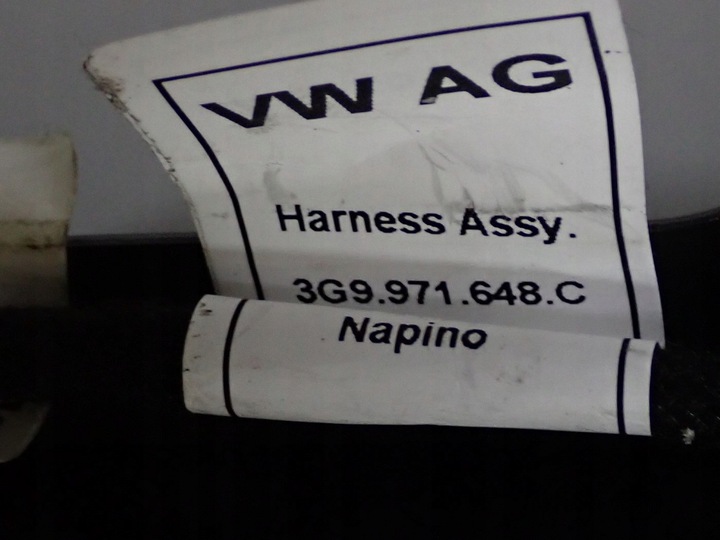 VW AG
Harness Assy.
3G9.971.648.C
Napino